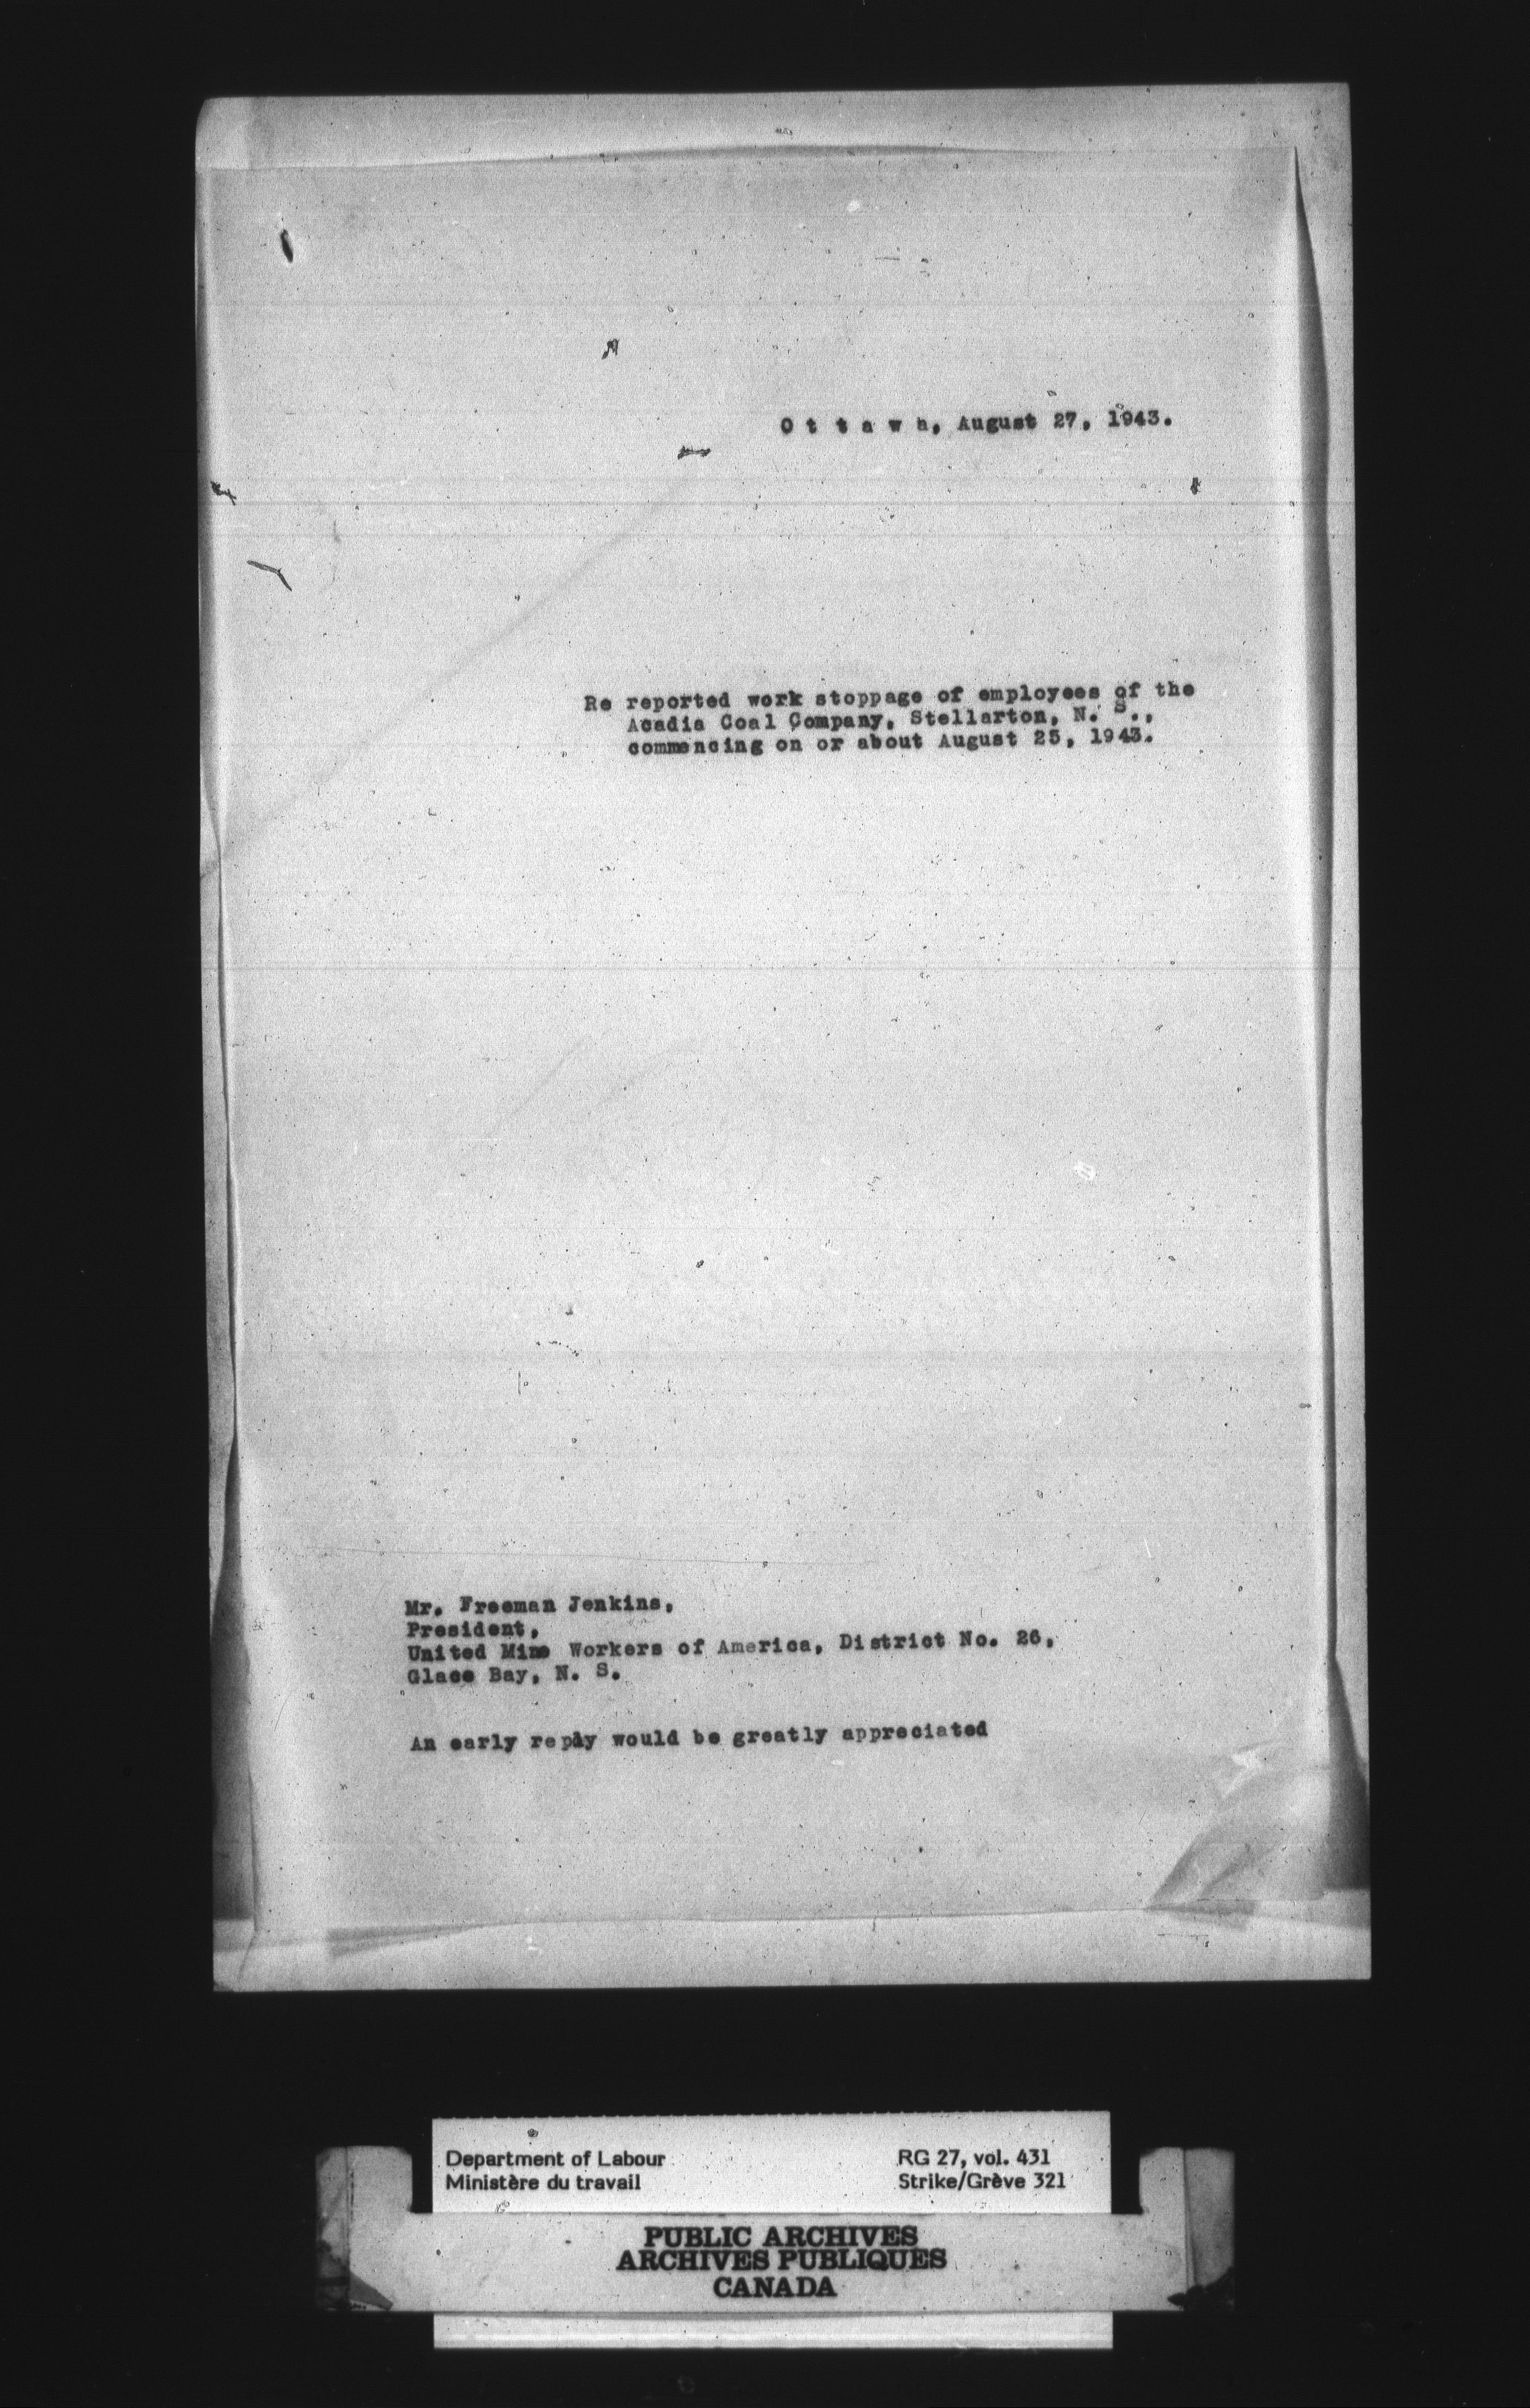 O t t a w a, August 27, 1943.
Re reported work stoppage of employees of the
Acadia Coal Company, Stellarton, N. S.,
commencing on or about August 25, 1943.
Mr. Freeman Jenkins,
President,
United Mine Workers of America, District No. 26,
Glace Bay, N. S.
An early reply would be greatly appreciated
Department of Labour
Ministère du travail
RG 27, vol. 431
Strike/Grève 321
PUBLIC ARCHIVES
ARCHIVES PUBLIQUES
CANADA